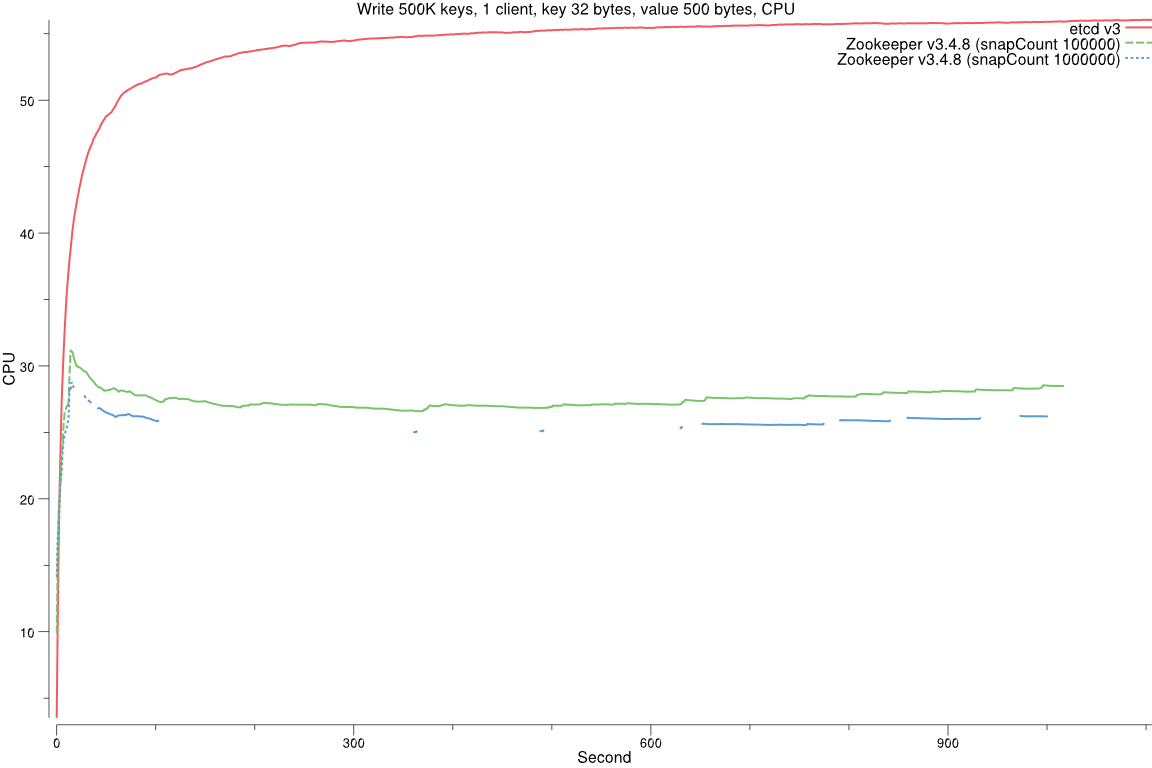 Write 500K keys, 1 client, key 32 bytes, value 500 bytes, CPU
etcd v3
Zookeeper v3.4.8 (snapCount 100000)
Zookeeper v3.4.8 (snapCount 1000000)
50
40
30
20
10
CPU
0
300
600
900
Second